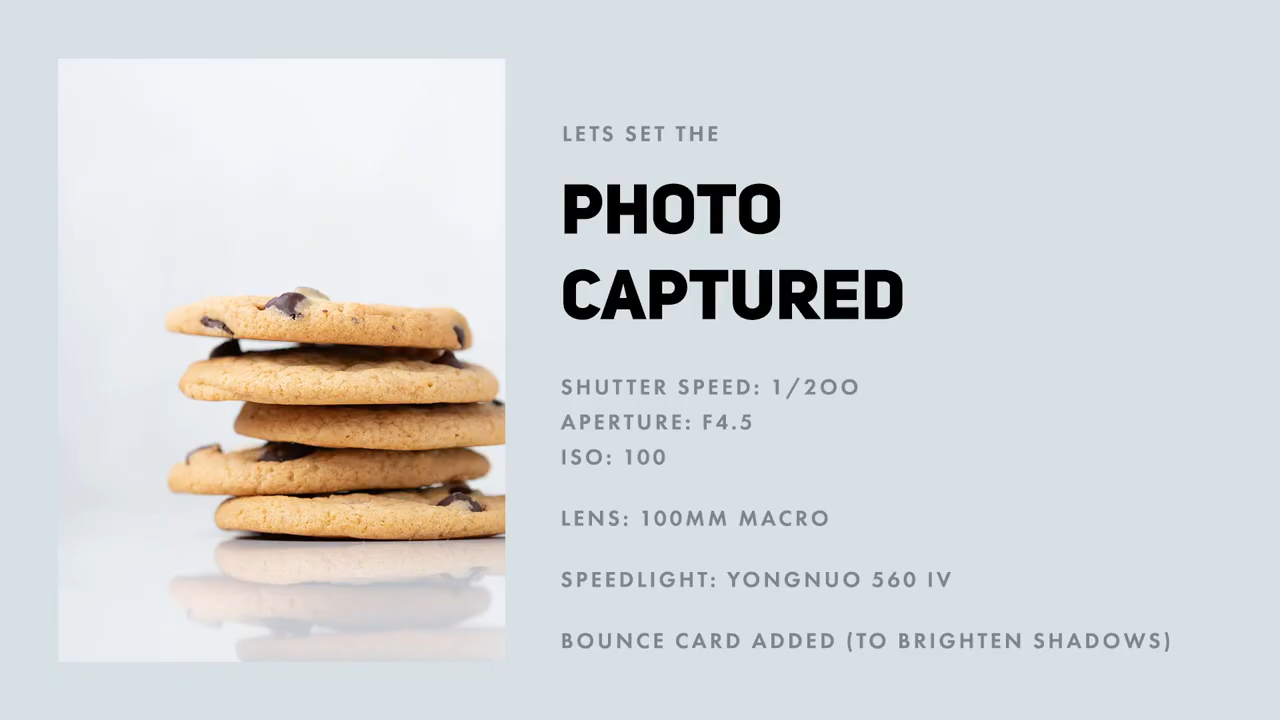 LETS SET THE
PHOTO
CAPTURED
SHUTTER SPEED: 1/200
APERTURE: F4.5
ISO: 100
LENS: 100MM MACRO
SPEEDLIGHT: YONGNUO 560 IV
BOUNCE CARD ADDED (TO BRIGHTEN SHADOWS)